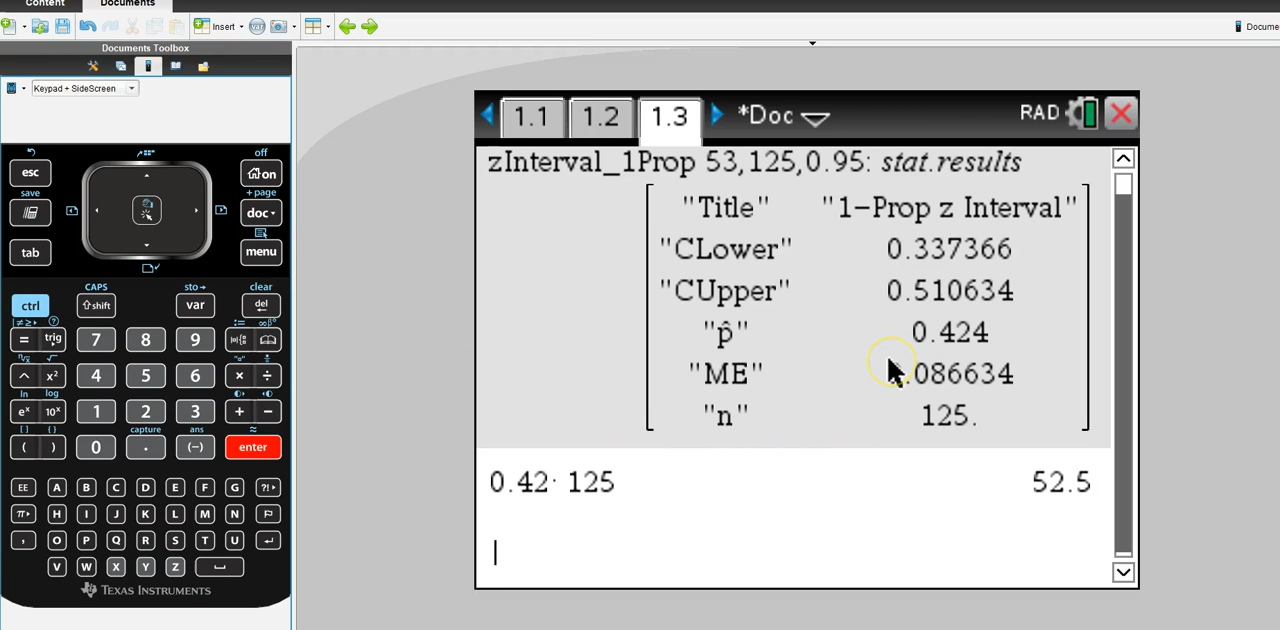 Content Documents
Insert
Docume
Documents Toolbox
Keypad + SideScreen
1.1 1.2 1.3 *Doc RAD
zInterval_1Prop 53,125,0.95: stat.results
"Title" "1−Prop z Interval"
"CLower" 0.337366
"CUpper" 0.510634
"p̂" 0.424
"ME" .086634
"n" 125.
0.42· 125 52.5
off
esc on
save + page
doc
tab menu
CAPS sto→ clear
ctrl shift var del
= trig 7 8 9
^ x² 4 5 6 × ÷
ln log
eˣ 10ˣ 1 2 3 + −
[ ] { } capture ans ≈
( ) 0 . (−) enter
EE A B C D E F G ?!
π H I J K L M N
, O P Q R S T U
V W X Y Z
TEXAS INSTRUMENTS